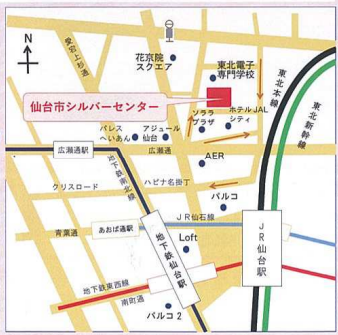 N
愛宕上杉通
花京院
スクエア
東北電子
専門学校
東北本線
東北新幹線
仙台市シルバーセンター
ソララ
プラザ
ホテルJAL
シティ
パレス
へいあん
アジュール
仙台
広瀬通駅
広瀬通
地下鉄南北線
AER
クリスロード
ハピナ名掛丁
パルコ
JR仙石線
青葉通
あおば通駅
地下鉄仙台駅
JR仙台駅
Loft
地下鉄東西線
南町通
パルコ2